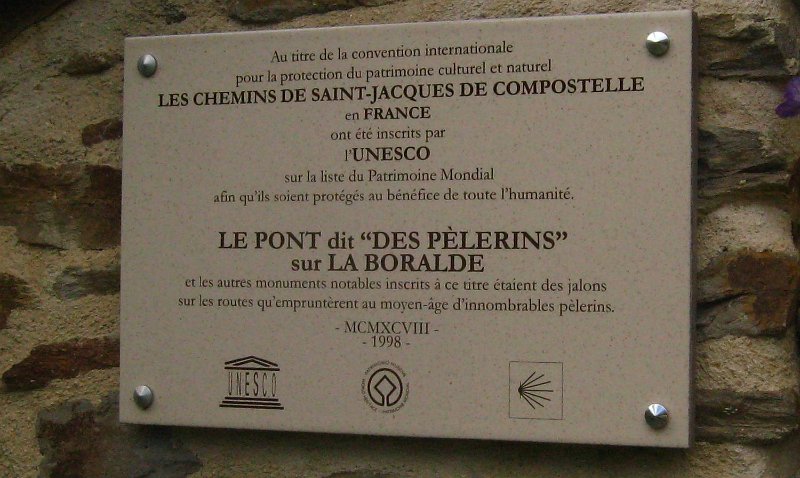 Au titre de la convention internationale
pour la protection du patrimoine culturel et naturel
LES CHEMINS DE SAINT-JACQUES DE COMPOSTELLE
en FRANCE
ont été inscrits par
l'UNESCO
sur la liste du Patrimoine Mondial
afin qu'ils soient protégés au bénéfice de toute l'humanité.
LE PONT dit “DES PÈLERINS”
sur LA BORALDE
et les autres monuments notables inscrits à ce titre étaient des jalons
sur les routes qu'empruntèrent au moyen-âge d'innombrables pèlerins.
- MCMXCVIII -
- 1998 -
UNESCO